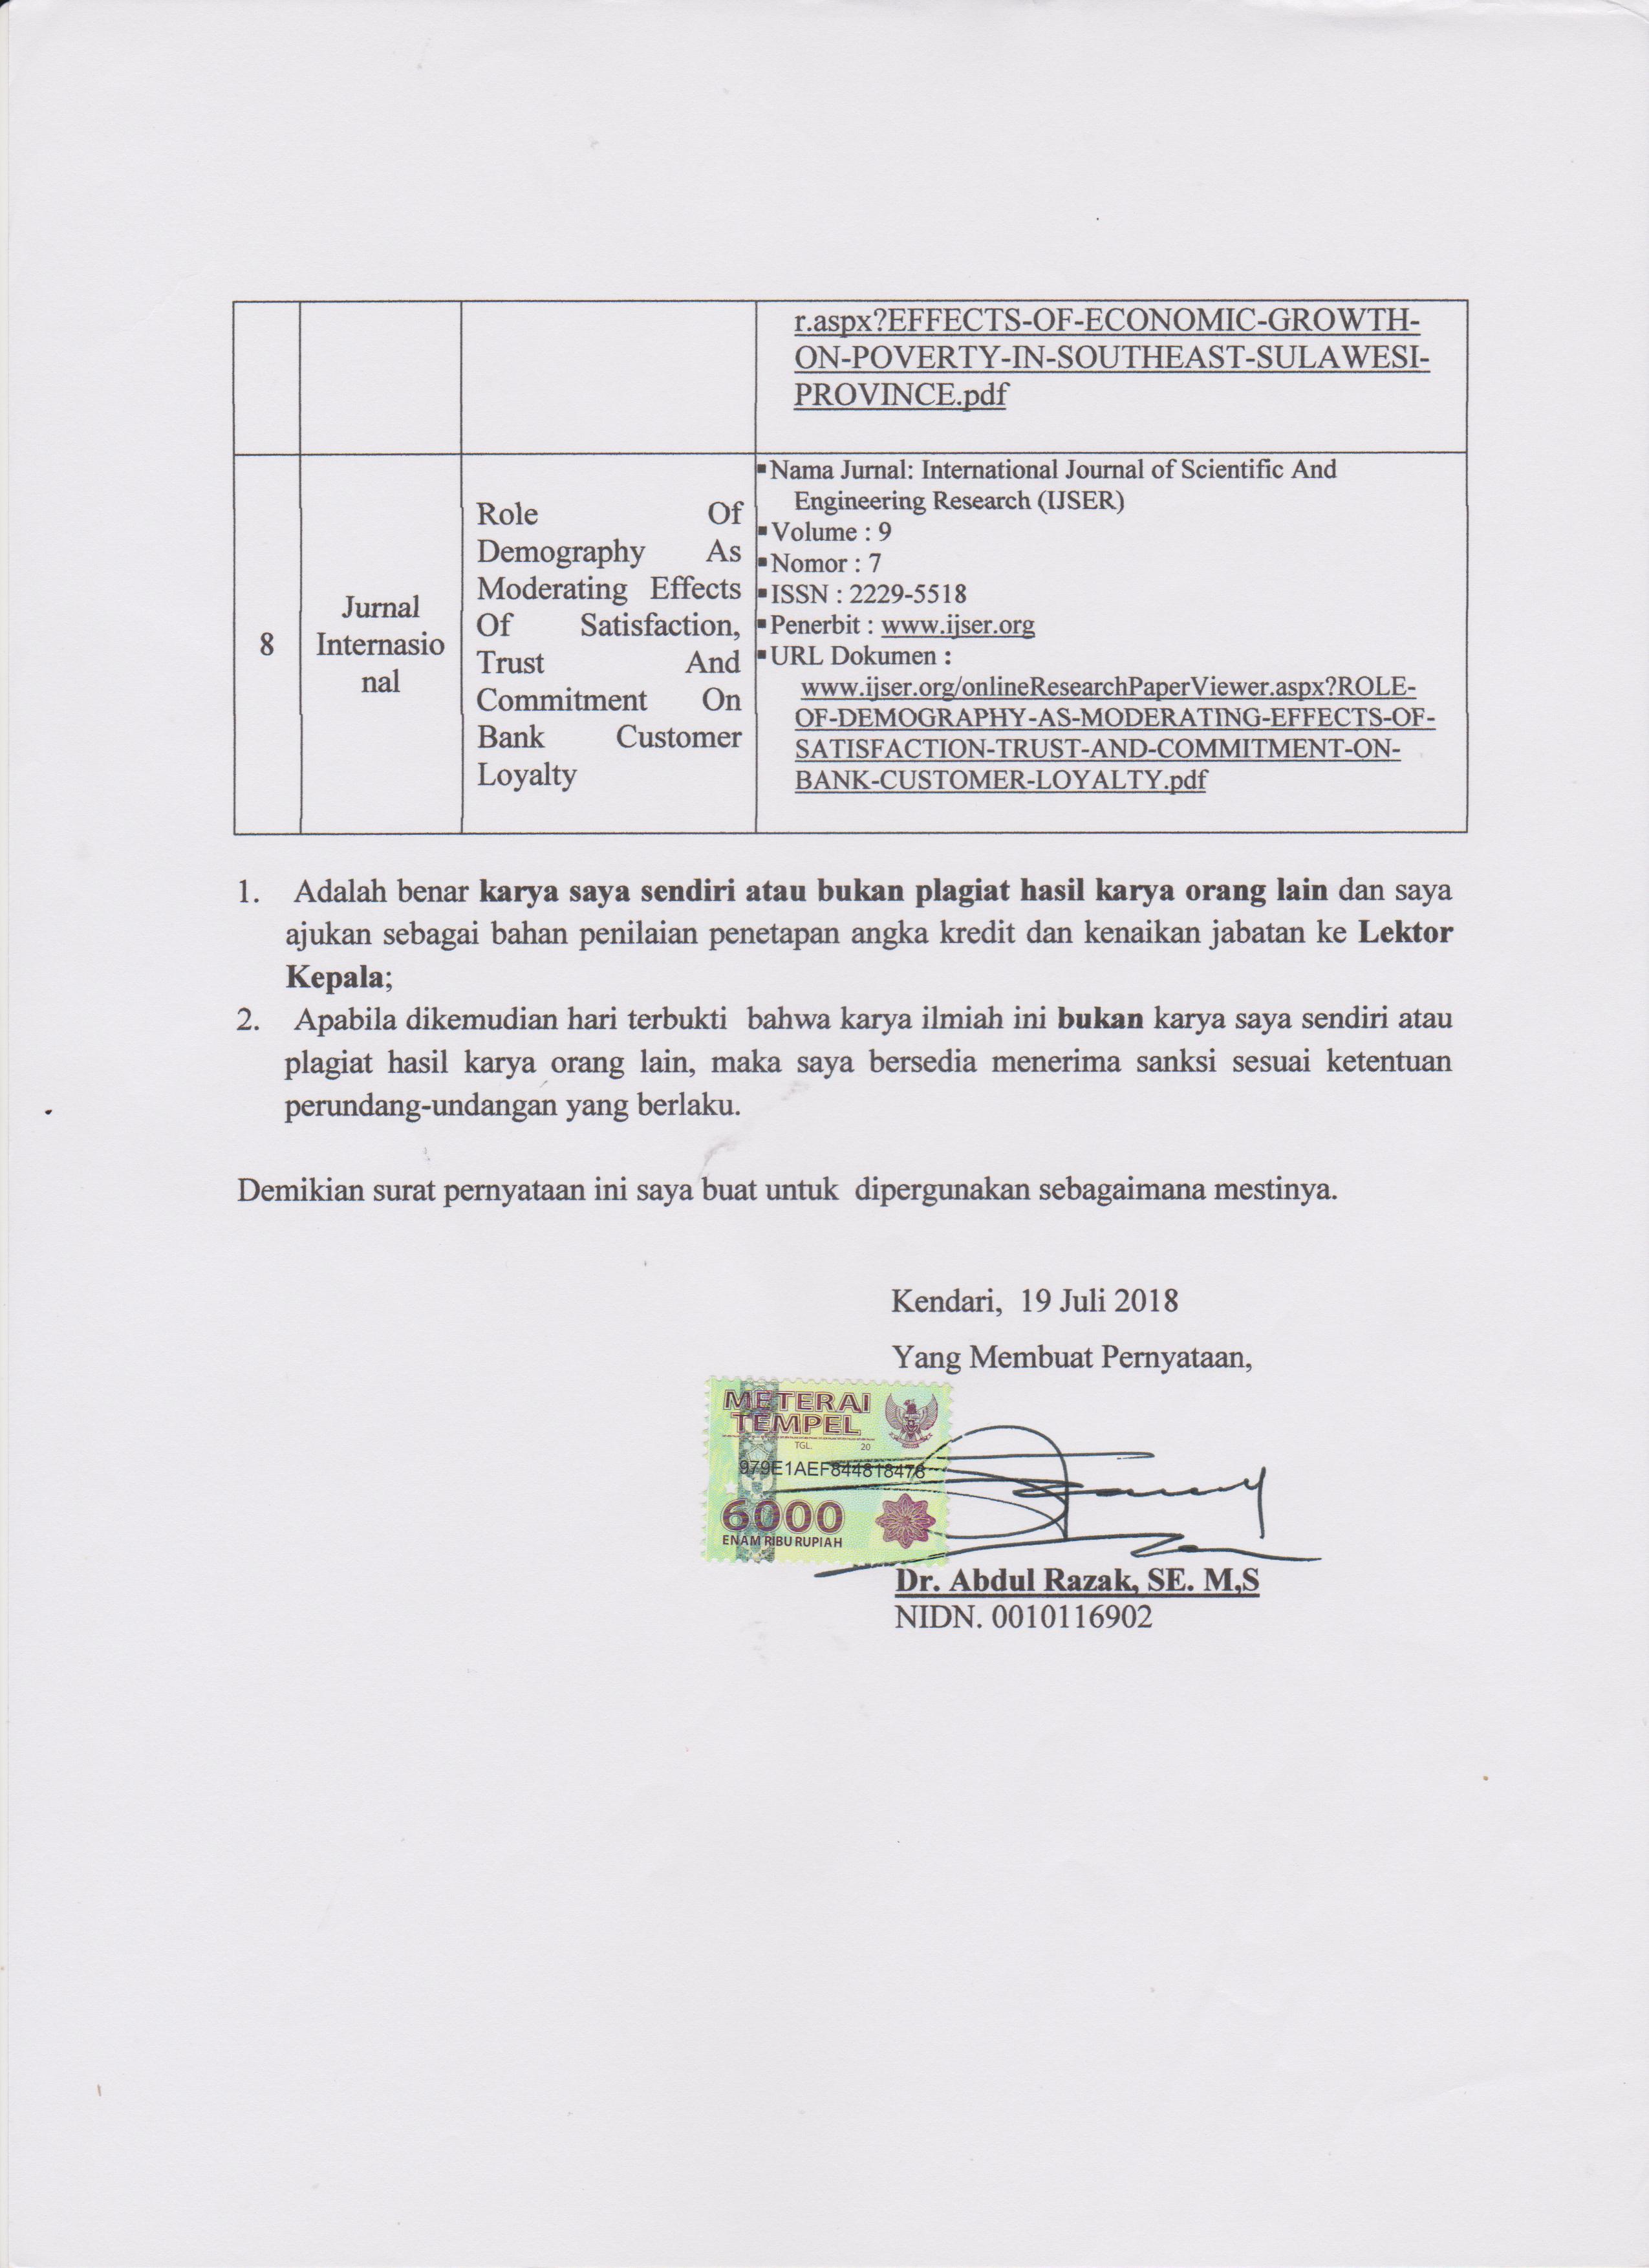 r.aspx?EFFECTS-OF-ECONOMIC-GROWTH-
ON-POVERTY-IN-SOUTHEAST-SULAWESI-
PROVINCE.pdf
8
Jurnal
Internasio
nal
Role Of
Demography As
Moderating Effects
Of Satisfaction,
Trust And
Commitment On
Bank Customer
Loyalty
▪Nama Jurnal: International Journal of Scientific And
Engineering Research (IJSER)
▪Volume : 9
▪Nomor : 7
▪ISSN : 2229-5518
▪Penerbit : www.ijser.org
▪URL Dokumen :
www.ijser.org/onlineResearchPaperViewer.aspx?ROLE-
OF-DEMOGRAPHY-AS-MODERATING-EFFECTS-OF-
SATISFACTION-TRUST-AND-COMMITMENT-ON-
BANK-CUSTOMER-LOYALTY.pdf
1. Adalah benar karya saya sendiri atau bukan plagiat hasil karya orang lain dan saya
ajukan sebagai bahan penilaian penetapan angka kredit dan kenaikan jabatan ke Lektor
Kepala;
2. Apabila dikemudian hari terbukti bahwa karya ilmiah ini bukan karya saya sendiri atau
plagiat hasil karya orang lain, maka saya bersedia menerima sanksi sesuai ketentuan
perundang-undangan yang berlaku.
Demikian surat pernyataan ini saya buat untuk dipergunakan sebagaimana mestinya.
Kendari, 19 Juli 2018
Yang Membuat Pernyataan,
METERAI
TEMPEL
TGL. 20
979E1AEF844818478
6000
ENAM RIBU RUPIAH
Dr. Abdul Razak, SE. M,S
NIDN. 0010116902